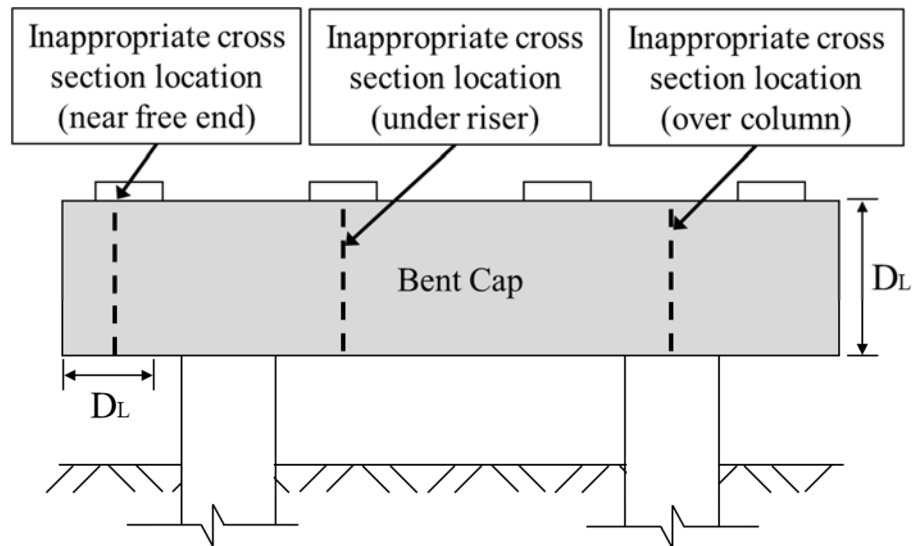 Inappropriate cross
section location
(near free end)
Inappropriate cross
section location
(under riser)
Inappropriate cross
section location
(over column)
Bent Cap
DL
DL